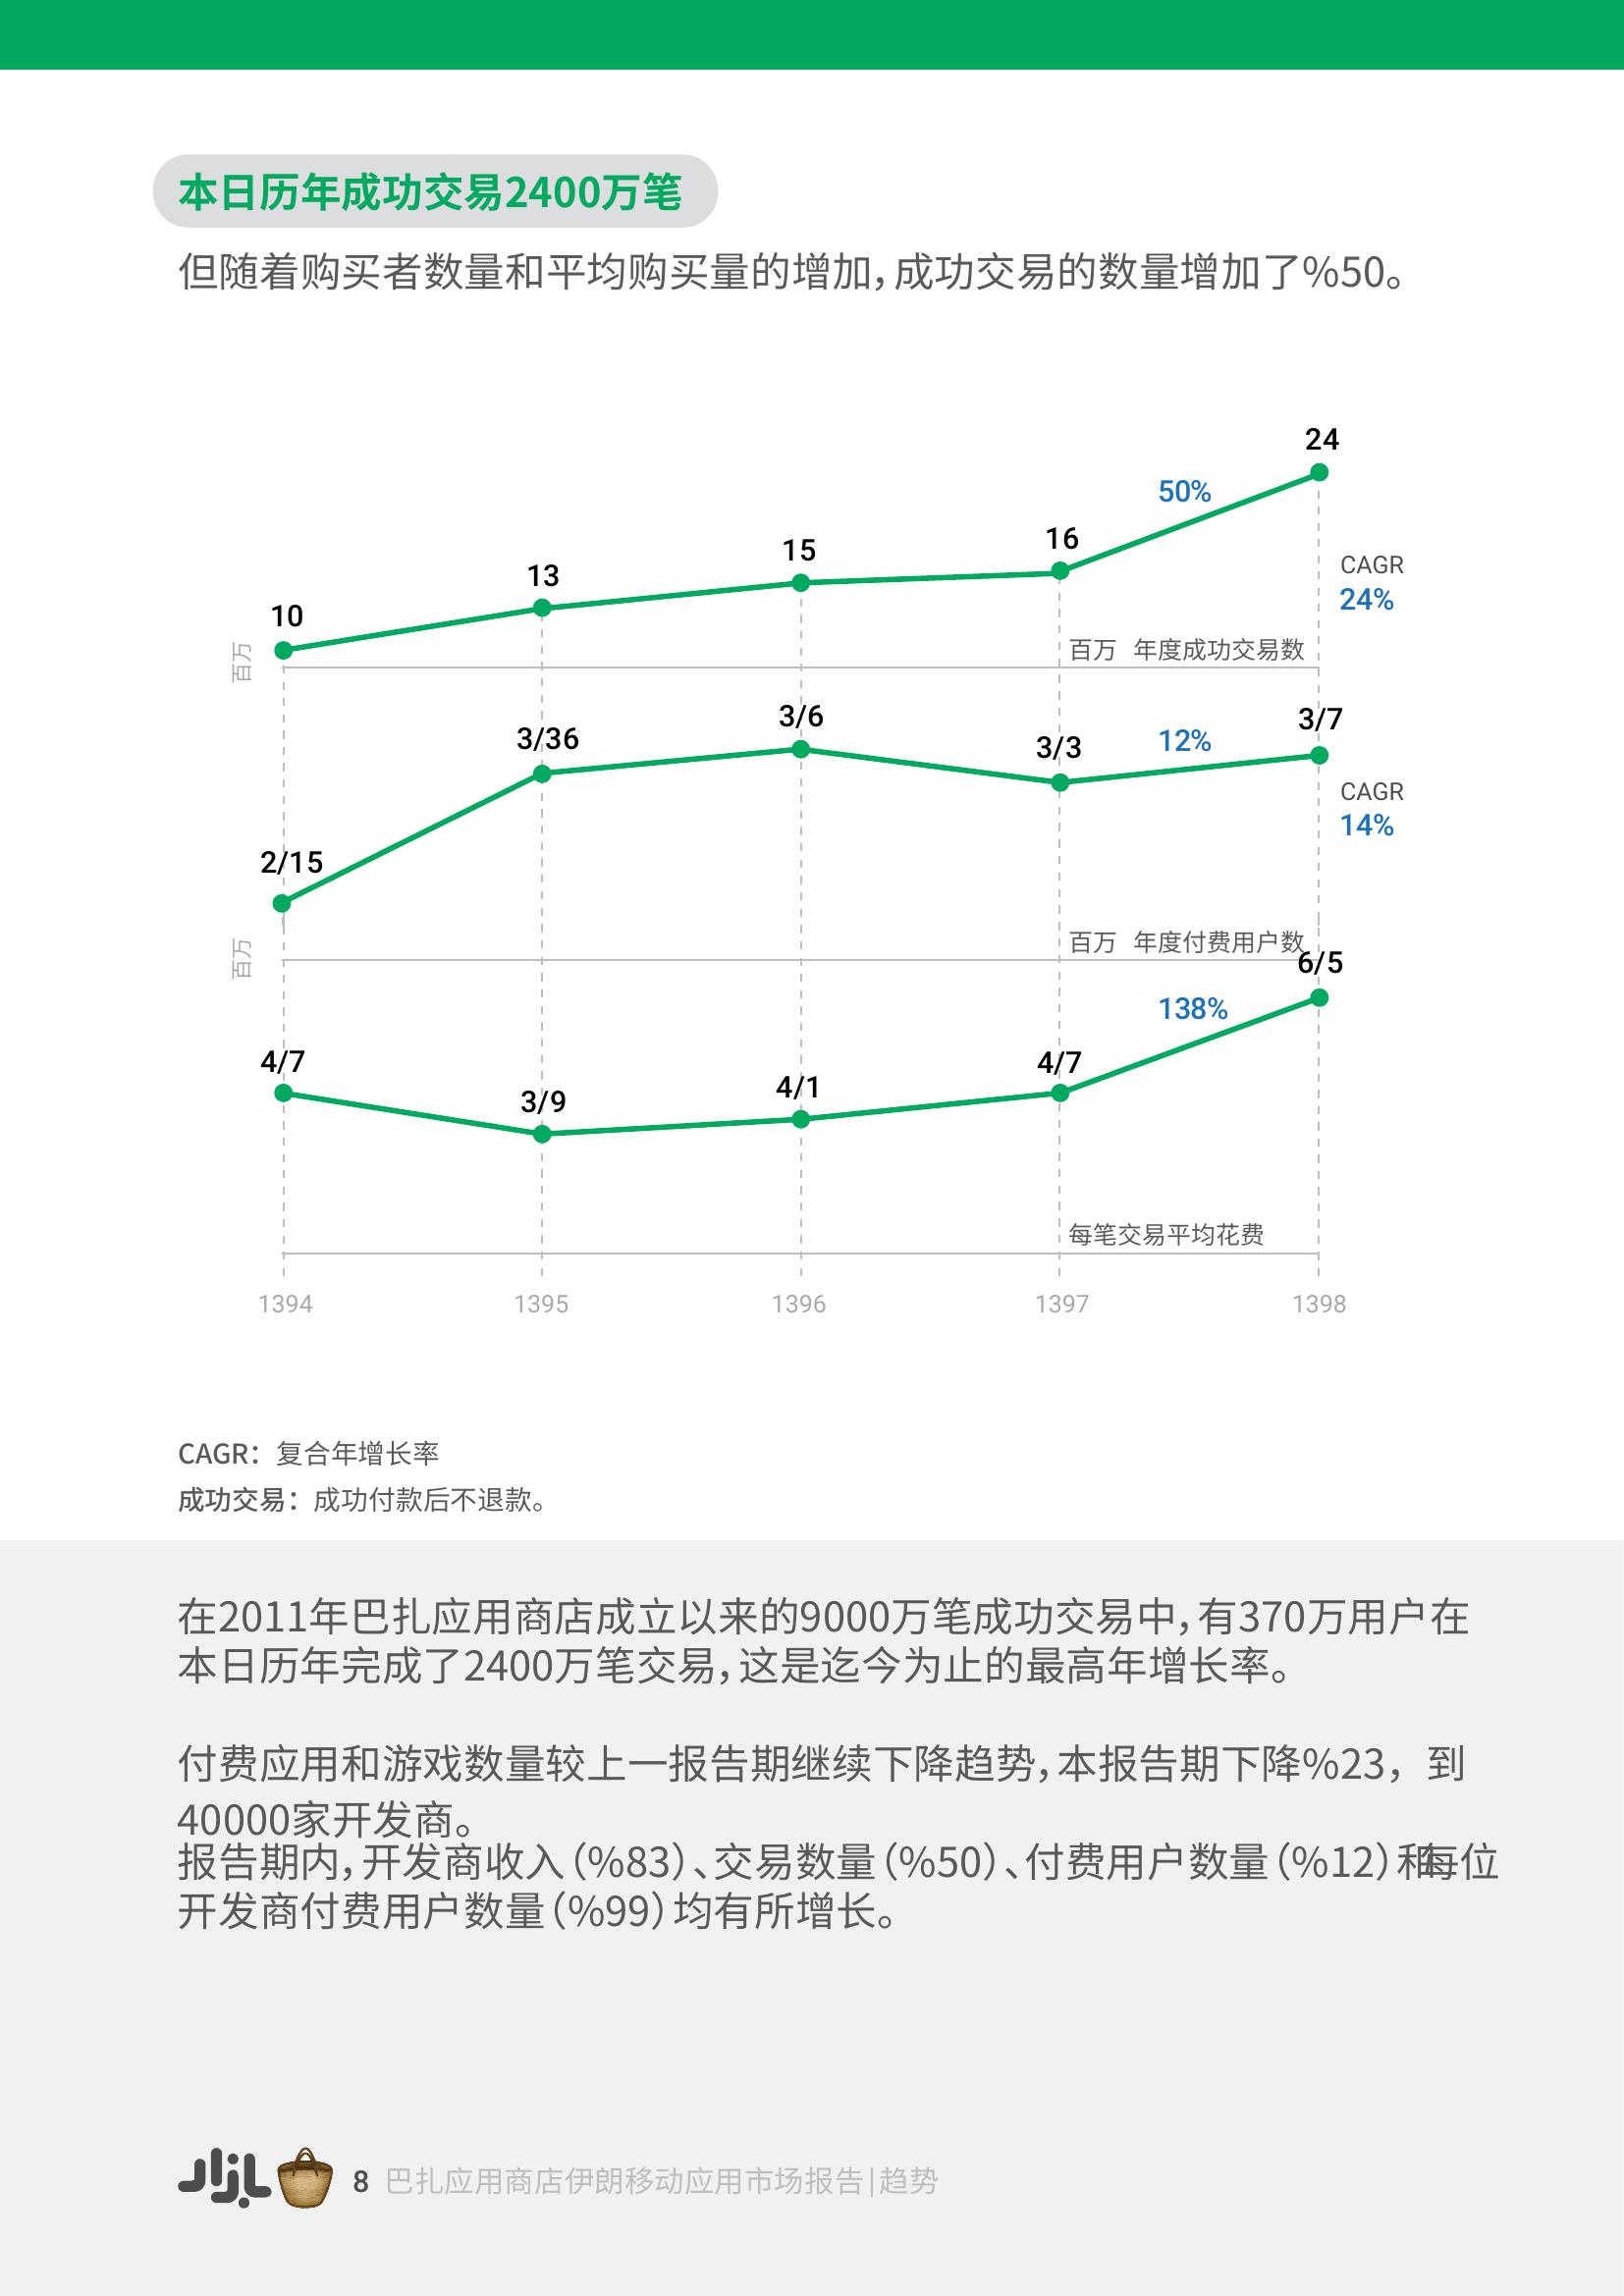 本日历年成功交易2400万笔
但随着购买者数量和平均购买量的增加，成功交易的数量增加了%50。
24
50%
16
15
13
10
CAGR
24%
百万
百万 年度成功交易数
3/7
3/6
3/36
3/3
12%
CAGR
14%
2/15
百万
百万 年度付费用户数
6/5
138%
4/7
3/9
4/1
4/7
每笔交易平均花费
1394 1395 1396 1397 1398
CAGR：复合年增长率
成功交易：成功付款后不退款。
在2011年巴扎应用商店成立以来的9000万笔成功交易中，有370万用户在
本日历年完成了2400万笔交易，这是迄今为止的最高年增长率。
付费应用和游戏数量较上一报告期继续下降趋势，本报告期下降%23，到
40000家开发商。
报告期内，开发商收入（%83）、交易数量（%50）、付费用户数量（%12）和每位
开发商付费用户数量（%99）均有所增长。
بازار 8 巴扎应用商店伊朗移动应用市场报告|趋势